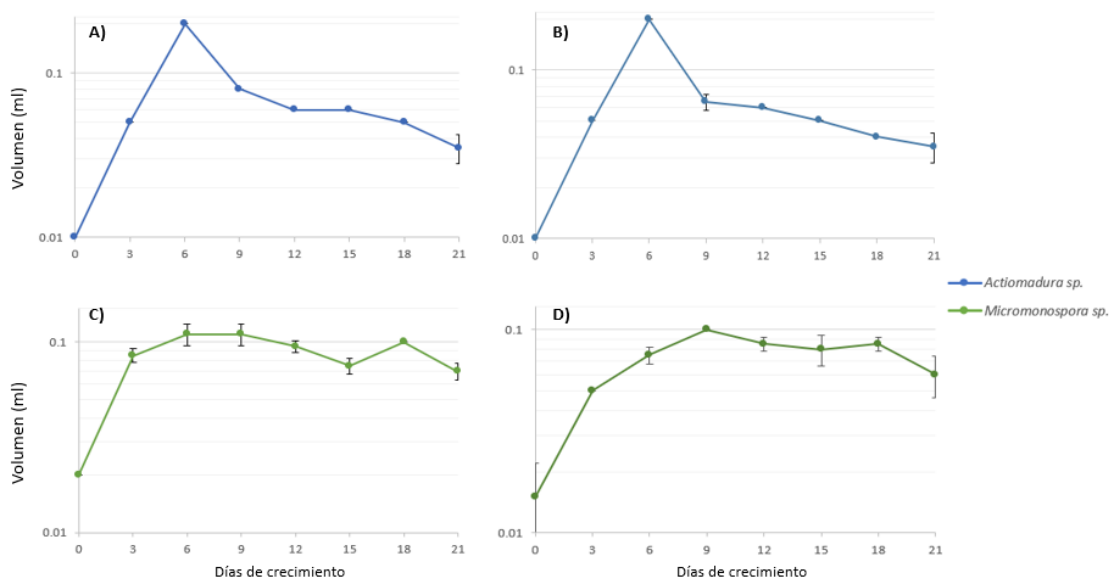 A)
B)
Volumen (ml)
0.1
0.01
0 3 6 9 12 15 18 21
0.1
0.01
0 3 6 9 12 15 18 21
Actiomadura sp.
Micromonospora sp.
C)
D)
Volumen (ml)
0.1
0.01
0 3 6 9 12 15 18 21
Días de crecimiento
0.1
0.01
0 3 6 9 12 15 18 21
Días de crecimiento